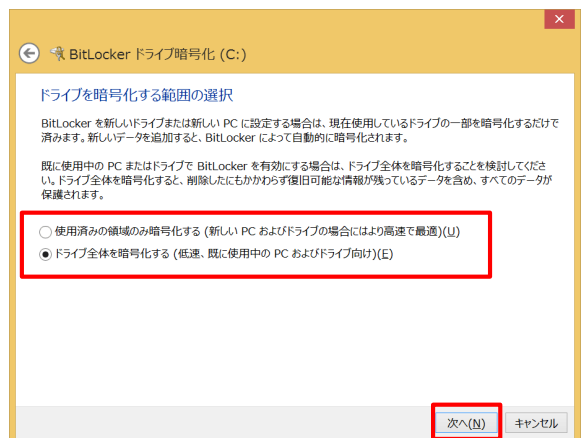 BitLocker ドライブ暗号化 (C:)
ドライブを暗号化する範囲の選択
BitLocker を新しいドライブまたは新しい PC に設定する場合は、現在使用しているドライブの一部を暗号化するだけで
済みます。新しいデータを追加すると、BitLocker によって自動的に暗号化されます。
既に使用中の PC またはドライブで BitLocker を有効にする場合は、ドライブ全体を暗号化することを検討してくださ
い。ドライブ全体を暗号化すると、削除したにもかかわらず復旧可能な情報が残っているデータを含め、すべてのデータが
保護されます。
使用済みの領域のみ暗号化する (新しい PC およびドライブの場合にはより高速で最適)(U)
ドライブ全体を暗号化する (低速、既に使用中の PC およびドライブ向け)(E)
次へ(N)
キャンセル